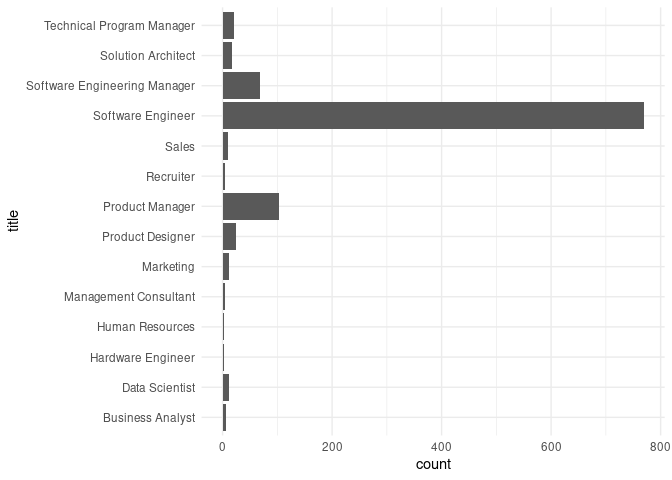 Technical Program Manager
Solution Architect
Software Engineering Manager
Software Engineer
Sales
Recruiter
Product Manager
Product Designer
Marketing
Management Consultant
Human Resources
Hardware Engineer
Data Scientist
Business Analyst
title
0 200 400 600 800
count